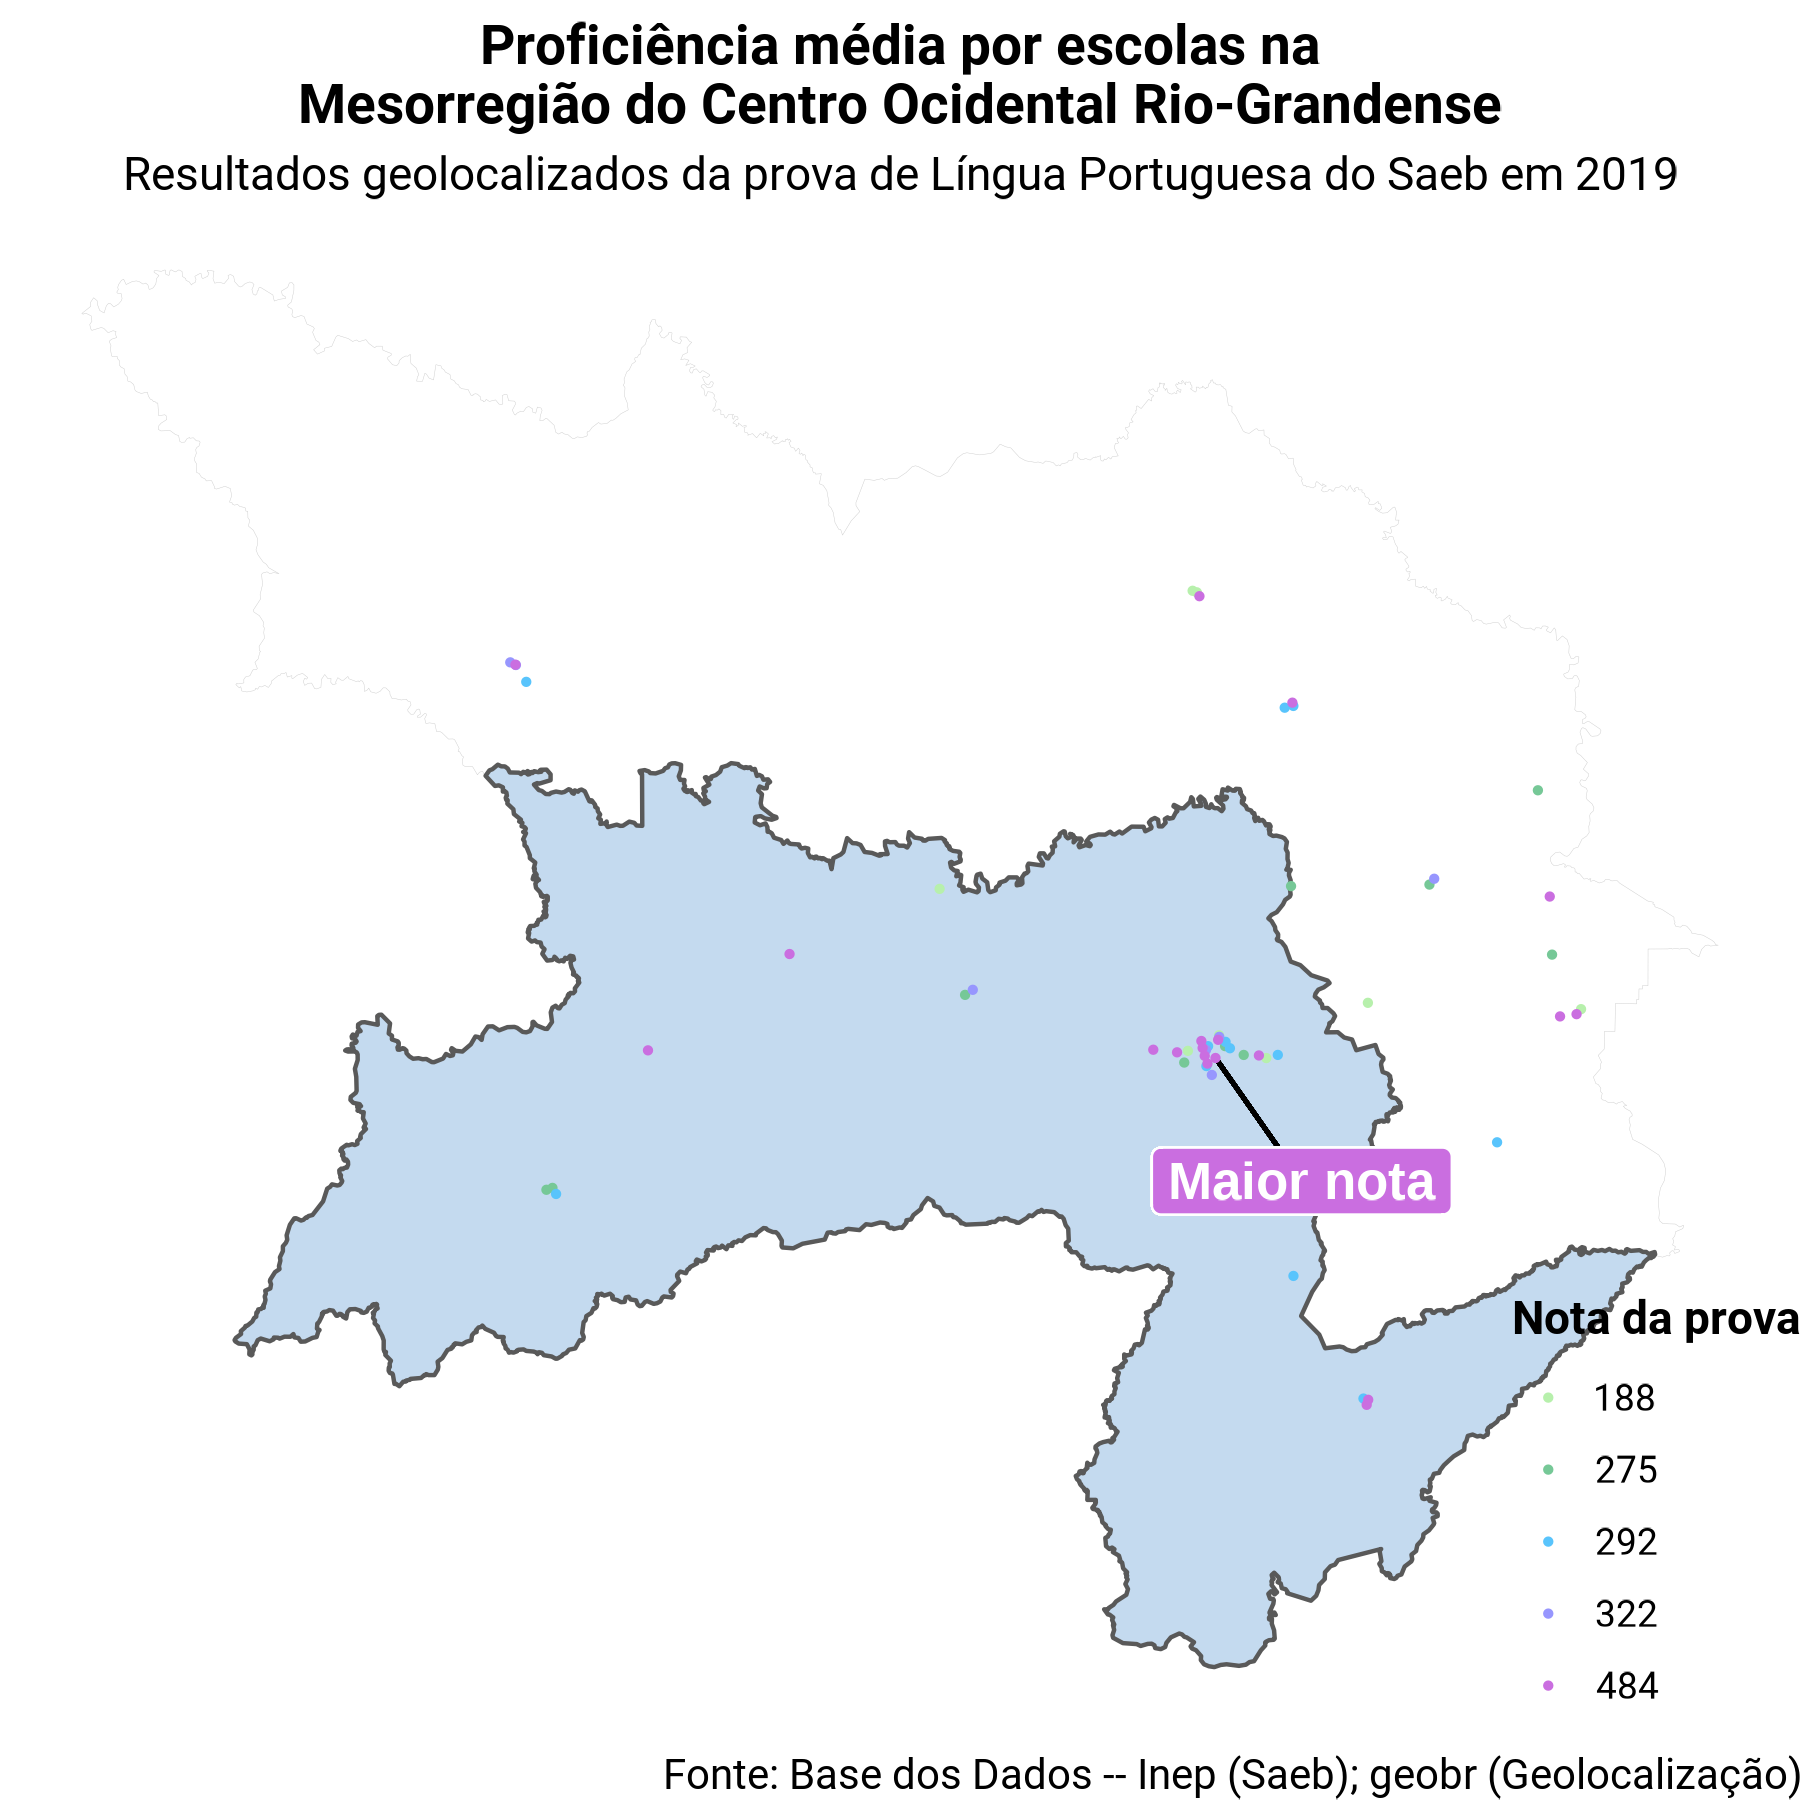 Proficiência média por escolas na
Mesorregião do Centro Ocidental Rio-Grandense
Resultados geolocalizados da prova de Língua Portuguesa do Saeb em 2019
Maior nota
Nota da prova
188
275
292
322
484
Fonte: Base dos Dados -- Inep (Saeb); geobr (Geolocalização)